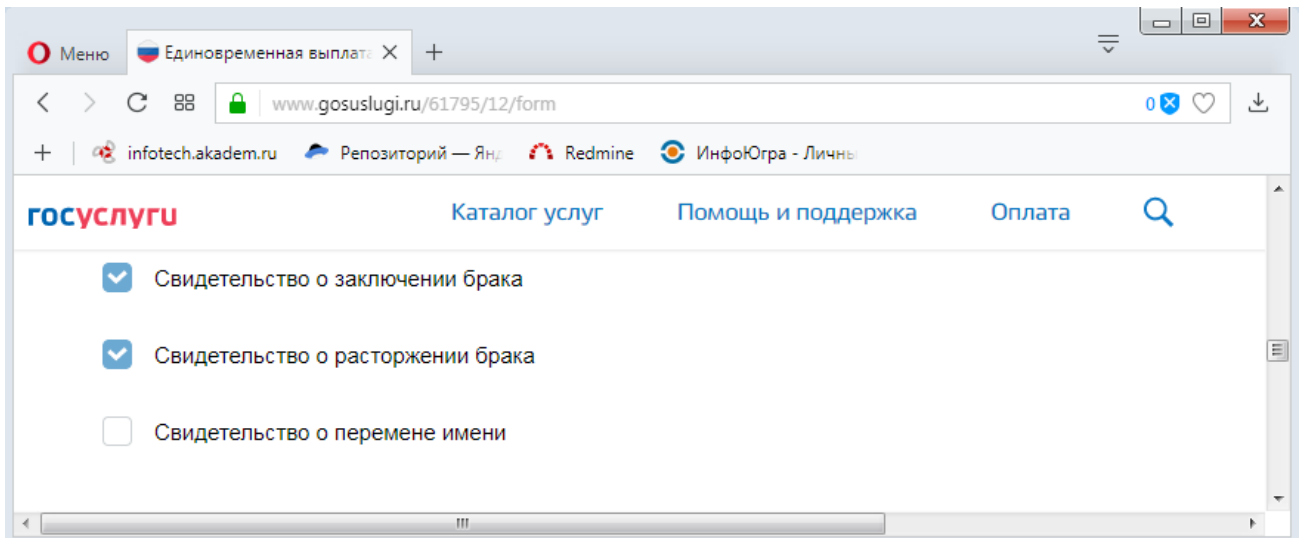 Меню
Единовременная выплата
www.gosuslugi.ru/61795/12/form
0
infotech.akadem.ru Репозиторий — Янд Redmine ИнфоЮгра - Личны
госуслуги Каталог услуг Помощь и поддержка Оплата
Свидетельство о заключении брака
Свидетельство о расторжении брака
Свидетельство о перемене имени